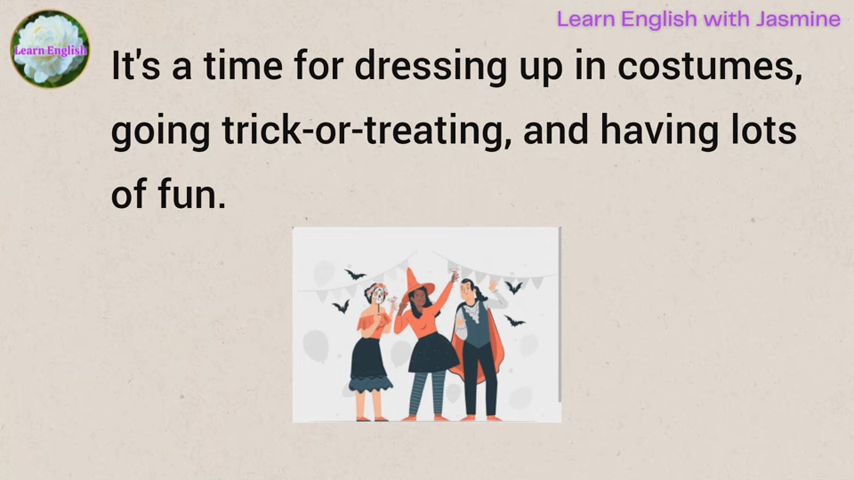 Learn English with Jasmine
Learn English
It's a time for dressing up in costumes,
going trick-or-treating, and having lots
of fun.